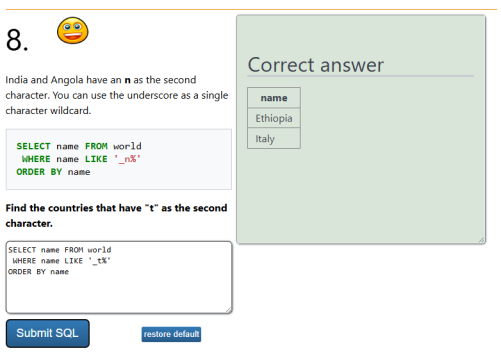 8.
India and Angola have an n as the second
character. You can use the underscore as a single
character wildcard.
SELECT name FROM world
WHERE name LIKE '_n%'
ORDER BY name
Find the countries that have "t" as the second
character.
SELECT name FROM world
WHERE name LIKE '_t%'
ORDER BY name
Submit SQL
restore default
Correct answer
name
Ethiopia
Italy